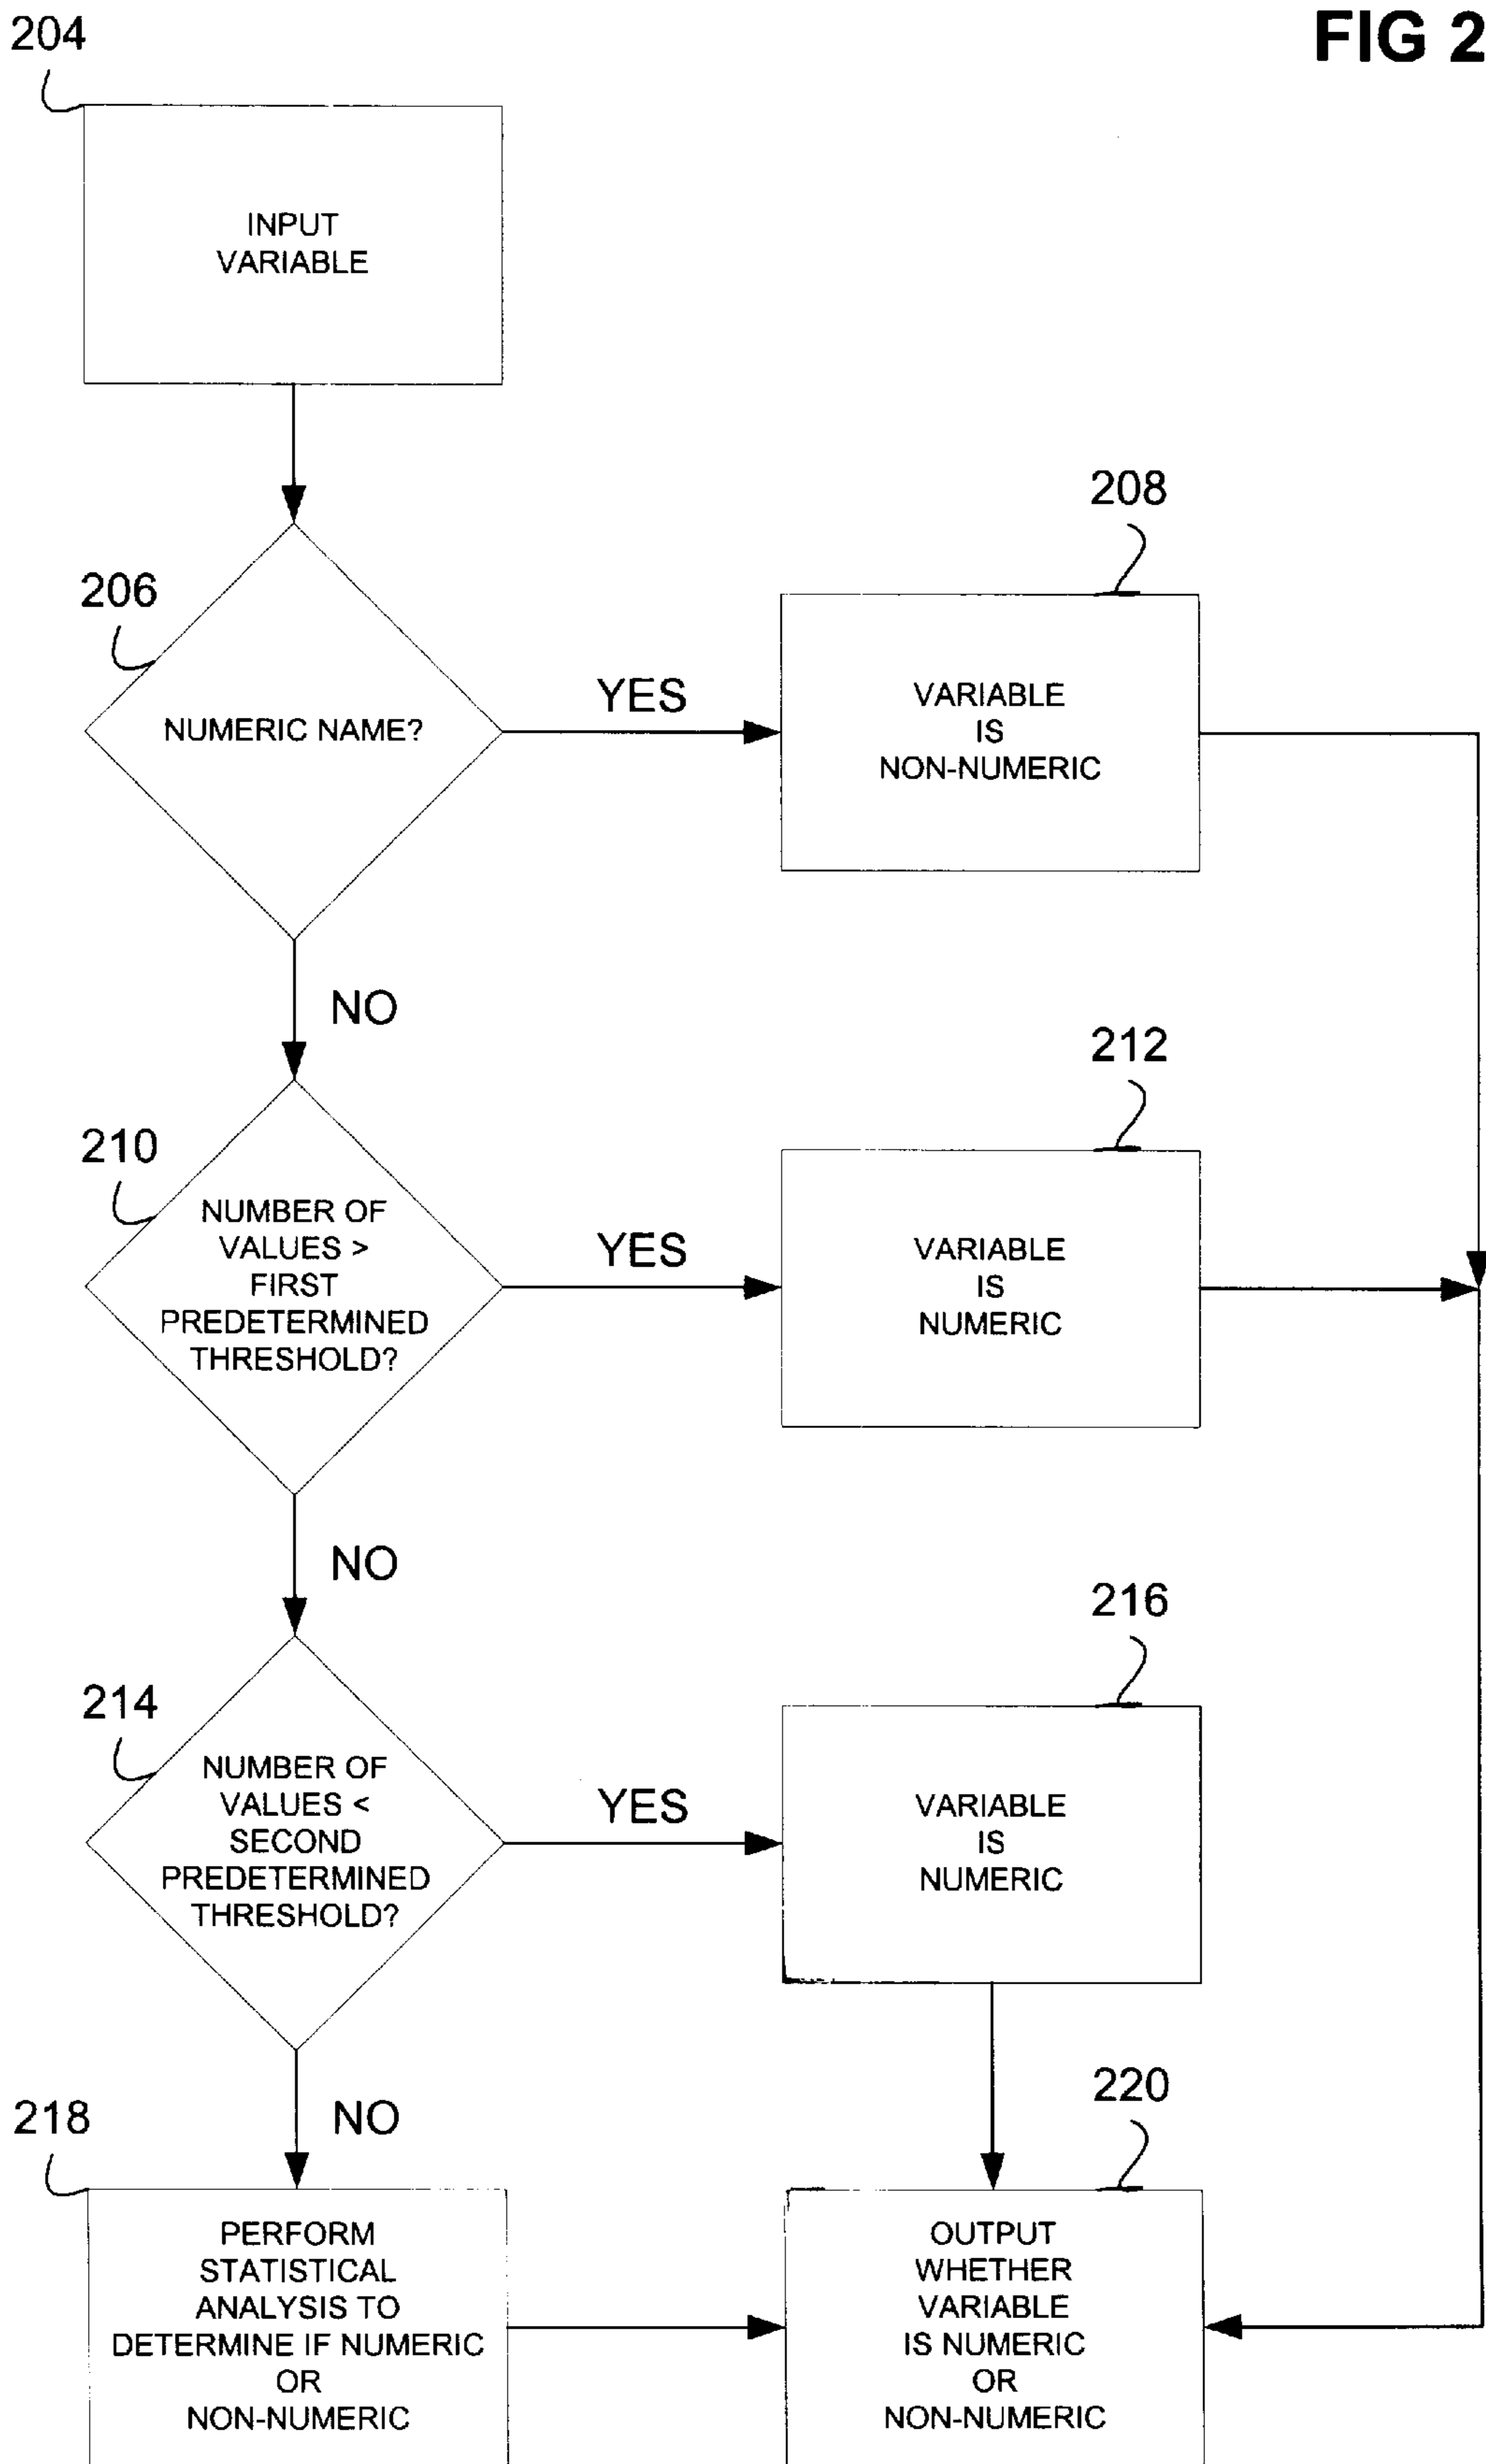 FIG 2
204
INPUT
VARIABLE
206
NUMERIC NAME?
YES
208
VARIABLE
IS
NON-NUMERIC
NO
210
NUMBER OF
VALUES >
FIRST
PREDETERMINED
THRESHOLD?
YES
212
VARIABLE
IS
NUMERIC
NO
214
NUMBER OF
VALUES <
SECOND
PREDETERMINED
THRESHOLD?
YES
216
VARIABLE
IS
NUMERIC
NO
218
PERFORM
STATISTICAL
ANALYSIS TO
DETERMINE IF NUMERIC
OR
NON-NUMERIC
220
OUTPUT
WHETHER
VARIABLE
IS NUMERIC
OR
NON-NUMERIC